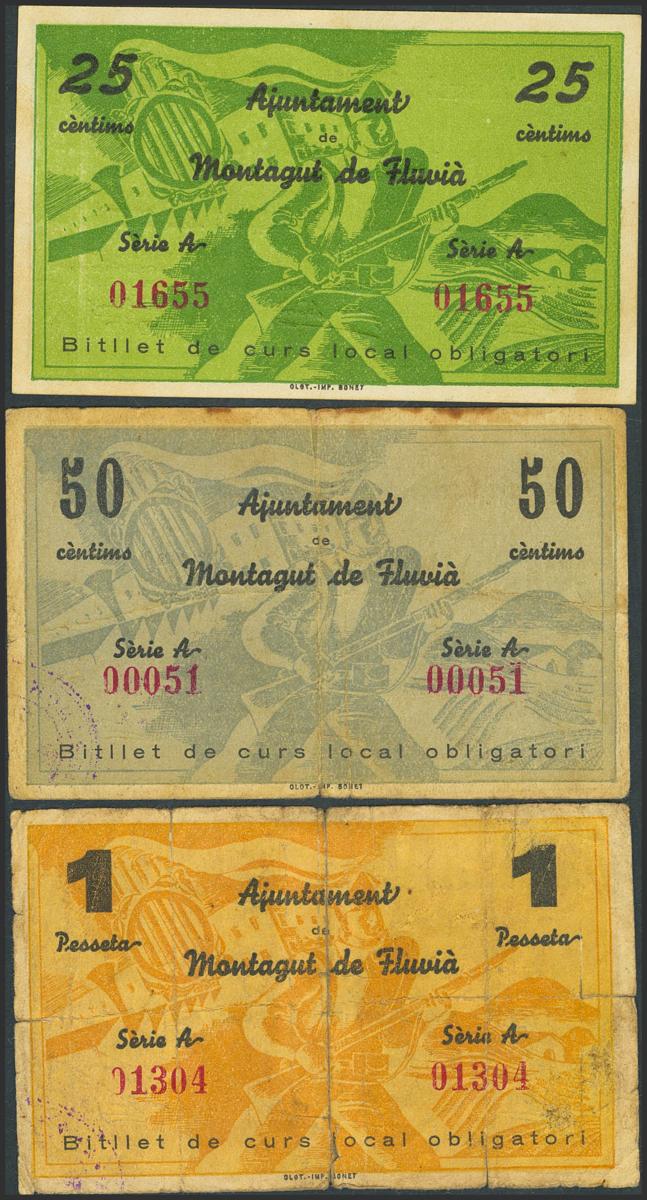 25 25
cèntims cèntims
Ajuntament
de
Montagut de Fluvià
Sèrie A Sèrie A
01655 01655
Bitllet de curs local obligatori
OLOT.-IMP. BONET
50 50
cèntims cèntims
Ajuntament
de
Montagut de Fluvià
Sèrie A Sèrie A
00051 00051
Bitllet de curs local obligatori
OLOT.-IMP. BONET
1 1
Pesseta Pesseta
Ajuntament
de
Montagut de Fluvià
Sèrie A Sèrie A
01304 01304
Bitllet de curs local obligatori
OLOT.-IMP. BONET